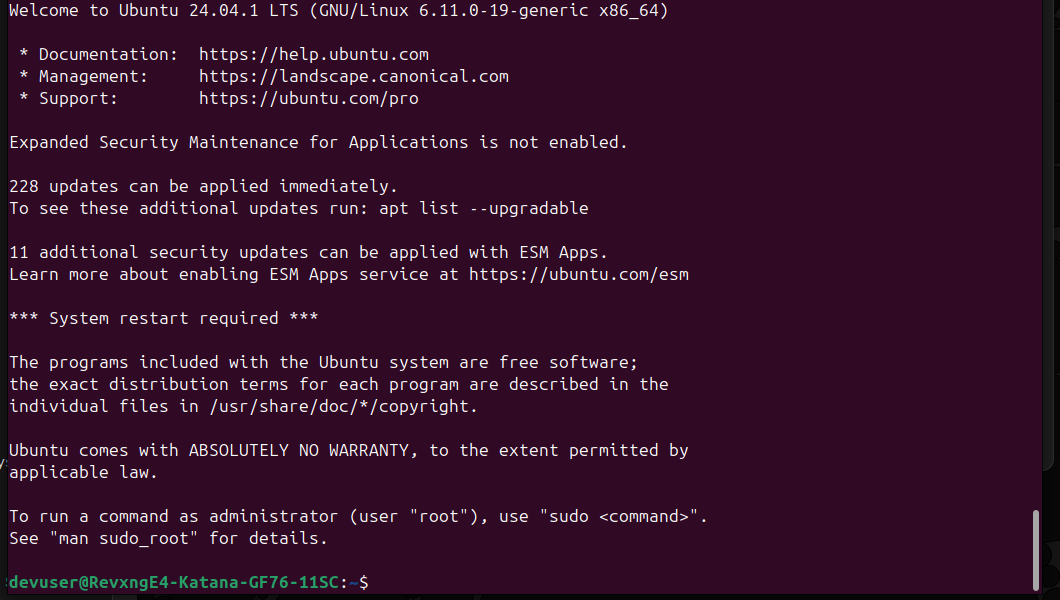 Welcome to Ubuntu 24.04.1 LTS (GNU/Linux 6.11.0-19-generic x86_64)
* Documentation: https://help.ubuntu.com
* Management: https://landscape.canonical.com
* Support: https://ubuntu.com/pro
Expanded Security Maintenance for Applications is not enabled.
228 updates can be applied immediately.
To see these additional updates run: apt list --upgradable
11 additional security updates can be applied with ESM Apps.
Learn more about enabling ESM Apps service at https://ubuntu.com/esm
*** System restart required ***
The programs included with the Ubuntu system are free software;
the exact distribution terms for each program are described in the
individual files in /usr/share/doc/*/copyright.
Ubuntu comes with ABSOLUTELY NO WARRANTY, to the extent permitted by
applicable law.
To run a command as administrator (user "root"), use "sudo <command>".
See "man sudo_root" for details.
devuser@RevxngE4-Katana-GF76-11SC:~$